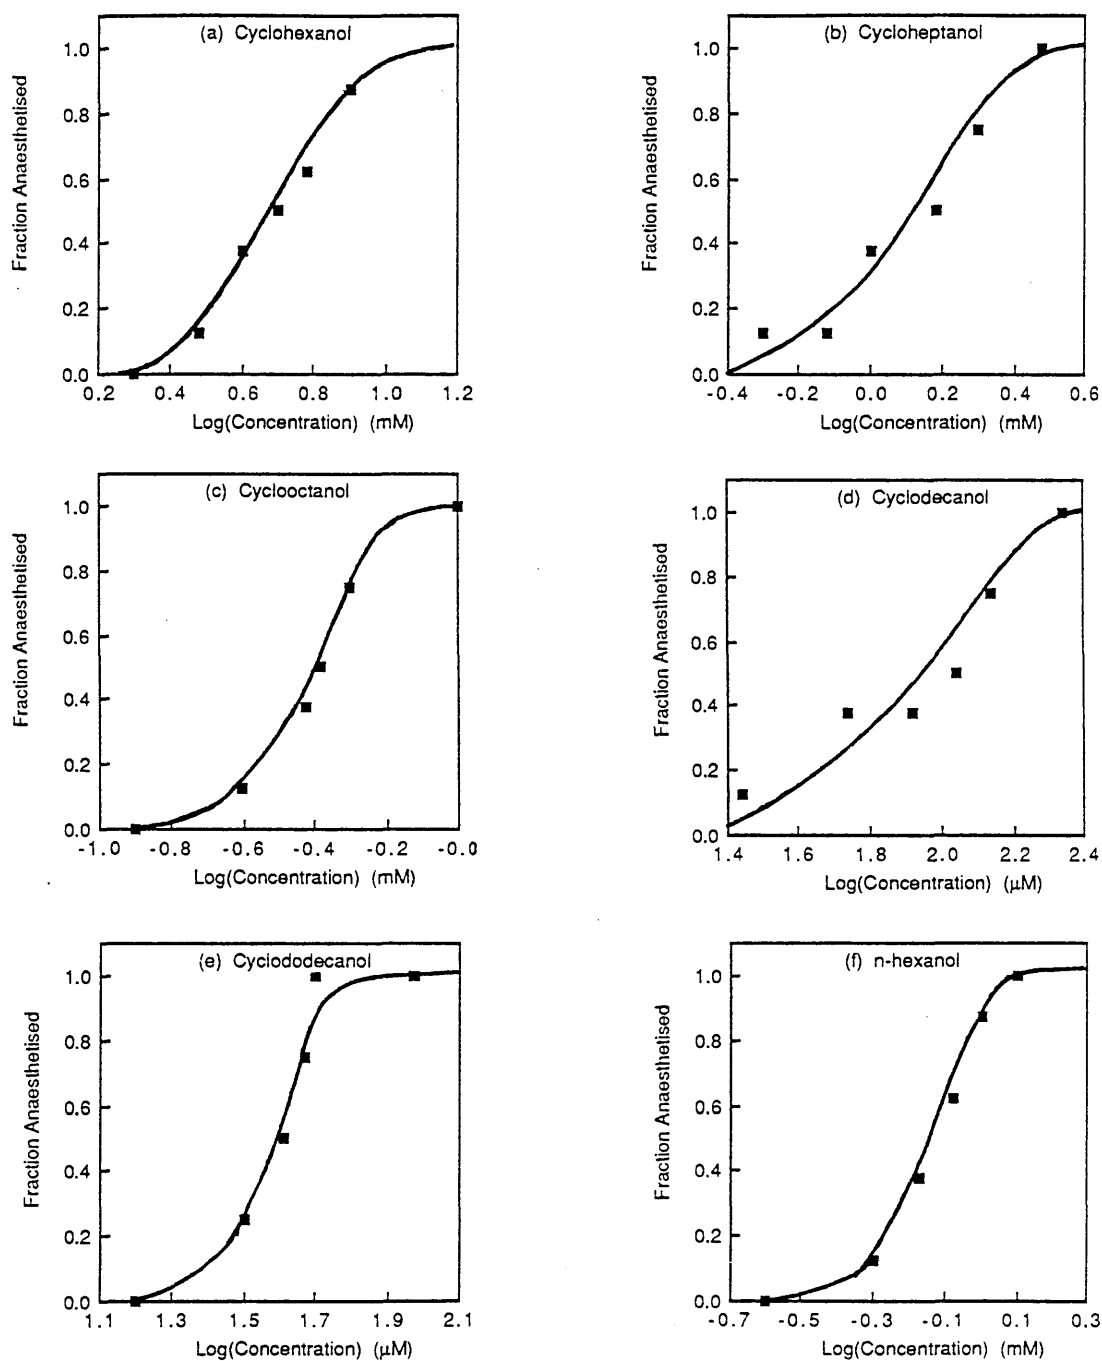 (a) Cyclohexanol
Fraction Anaesthetised
1.0
0.8
0.6
0.4
0.2
0.0
0.2 0.4 0.6 0.8 1.0 1.2
Log(Concentration) (mM)
(b) Cycloheptanol
Fraction Anaesthetised
1.0
0.8
0.6
0.4
0.2
0.0
-0.4 -0.2 0.0 0.2 0.4 0.6
Log(Concentration) (mM)
(c) Cyclooctanol
Fraction Anaesthetised
1.0
0.8
0.6
0.4
0.2
0.0
-1.0 -0.8 -0.6 -0.4 -0.2 -0.0
Log(Concentration) (mM)
(d) Cyclodecanol
Fraction Anaesthetised
1.0
0.8
0.6
0.4
0.2
0.0
1.4 1.6 1.8 2.0 2.2 2.4
Log(Concentration) (µM)
(e) Cyclododecanol
Fraction Anaesthetised
1.0
0.8
0.6
0.4
0.2
0.0
1.1 1.3 1.5 1.7 1.9 2.1
Log(Concentration) (µM)
(f) n-hexanol
Fraction Anaesthetised
1.0
0.8
0.6
0.4
0.2
0.0
-0.7 -0.5 -0.3 -0.1 0.1 0.3
Log(Concentration) (mM)